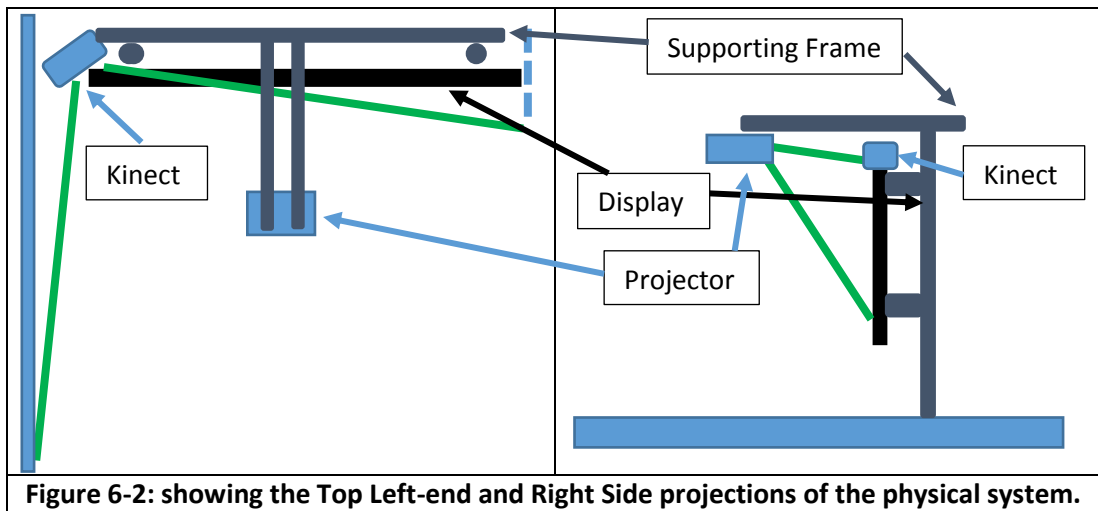 Supporting Frame
Kinect
Kinect
Display
Projector
Figure 6-2: showing the Top Left-end and Right Side projections of the physical system.